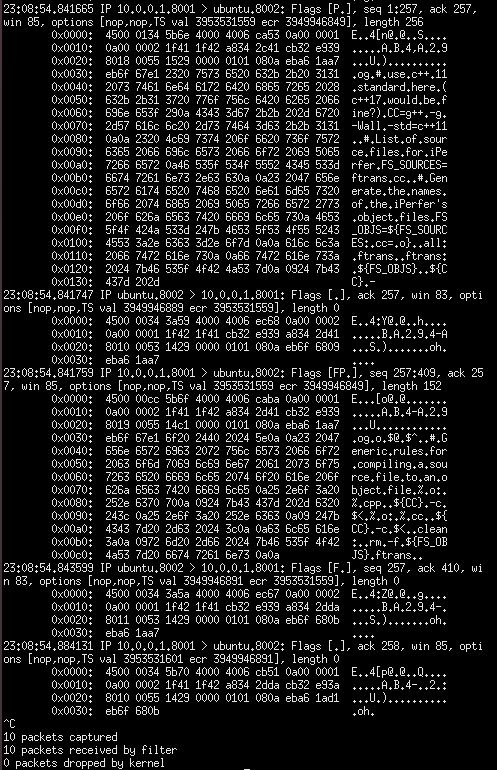 23:08:54.841665 IP 10.0.0.1.8001 > ubuntu.8002: Flags [P.], seq 1:257, ack 257,
win 85, options [nop,nop,TS val 3953531559 ecr 3949946849], length 256
0x0000: 4500 0134 5b6e 4000 4006 ca53 0a00 0001 E..4[n@.@..S....
0x0010: 0a00 0002 1f41 1f42 a834 2c41 cb32 e939 .....A.B.4,A.2.9
0x0020: 8018 0055 1529 0000 0101 080a eba6 1aa7 ...U.)..........
0x0030: eb6f 67e1 2320 7573 6520 632b 2b20 3131 .og.#.use.c++.11
0x0040: 2073 7461 6e64 6172 6420 6865 7265 2028 .standard.here.(
0x0050: 632b 2b31 3720 776f 756c 6420 6265 2066 c++17.would.be.f
0x0060: 696e 653f 290a 4343 3d67 2b2b 202d 6720 ine?).CC=g++.-g.
0x0070: 2d57 616c 6c20 2d73 7464 3d63 2b2b 3131 -Wall.-std=c++11
0x0080: 0a0a 2320 4c69 7374 206f 6620 736f 7572 ..#.List.of.sour
0x0090: 6365 2066 696c 6573 2066 6f72 2069 5065 ce.files.for.iPe
0x00a0: 7266 6572 0a46 535f 534f 5552 4345 533d rfer.FS_SOURCES=
0x00b0: 6674 7261 6e73 2e63 630a 0a23 2047 656e ftrans.cc..#.Gen
0x00c0: 6572 6174 6520 7468 6520 6e61 6d65 7320 erate.the.names.
0x00d0: 6f66 2074 6865 2069 5065 7266 6572 2773 of.the.iPerfer's
0x00e0: 206f 626a 6563 7420 6669 6c65 730a 4653 .object.files.FS
0x00f0: 5f4f 424a 533d 247b 4653 5f53 4f55 5243 _OBJS=${FS_SOURC
0x0100: 4553 3a2e 6363 3d2e 6f7d 0a0a 616c 6c3a ES:.cc=.o}..all:
0x0110: 2066 7472 616e 730a 0a66 7472 616e 733a .ftrans..ftrans:
0x0120: 2024 7b46 535f 4f42 4a53 7d0a 0924 7b43 .${FS_OBJS}..${C
0x0130: 437d 202d C}.-
23:08:54.841747 IP ubuntu.8002 > 10.0.0.1.8001: Flags [.], ack 257, win 83, opti
ons [nop,nop,TS val 3949946889 ecr 3953531559], length 0
0x0000: 4500 0034 3a59 4000 4006 ec68 0a00 0002 E..4:Y@.@..h....
0x0010: 0a00 0001 1f42 1f41 cb32 e939 a834 2d41 .....B.A.2.9.4-A
0x0020: 8010 0053 1429 0000 0101 080a eb6f 6809 ...S.).......oh.
0x0030: eba6 1aa7 ....
23:08:54.841759 IP 10.0.0.1.8001 > ubuntu.8002: Flags [FP.], seq 257:409, ack 25
7, win 85, options [nop,nop,TS val 3953531559 ecr 3949946849], length 152
0x0000: 4500 00cc 5b6f 4000 4006 caba 0a00 0001 E...[o@.@.......
0x0010: 0a00 0002 1f41 1f42 a834 2d41 cb32 e939 .....A.B.4-A.2.9
0x0020: 8019 0055 14c1 0000 0101 080a eba6 1aa7 ...U............
0x0030: eb6f 67e1 6f20 2440 2024 5e0a 0a23 2047 .og.o.$@.$^..#.G
0x0040: 656e 6572 6963 2072 756c 6573 2066 6f72 eneric.rules.for
0x0050: 2063 6f6d 7069 6c69 6e67 2061 2073 6f75 .compiling.a.sou
0x0060: 7263 6520 6669 6c65 2074 6f20 616e 206f rce.file.to.an.o
0x0070: 626a 6563 7420 6669 6c65 0a25 2e6f 3a20 bject.file.%.o:.
0x0080: 252e 6370 700a 0924 7b43 437d 202d 6320 %.cpp..${CC}.-c.
0x0090: 243c 0a25 2e6f 3a20 252e 6363 0a09 247b $<.%.o:.%.cc..${
0x00a0: 4343 7d20 2d63 2024 3c0a 0a63 6c65 616e CC}.-c.$<..clean
0x00b0: 3a0a 0972 6d20 2d66 2024 7b46 535f 4f42 :..rm.-f.${FS_OB
0x00c0: 4a53 7d20 6674 7261 6e73 0a0a JS}.ftrans..
23:08:54.843599 IP ubuntu.8002 > 10.0.0.1.8001: Flags [F.], seq 257, ack 410, wi
n 83, options [nop,nop,TS val 3949946891 ecr 3953531559], length 0
0x0000: 4500 0034 3a5a 4000 4006 ec67 0a00 0002 E..4:Z@.@..g....
0x0010: 0a00 0001 1f42 1f41 cb32 e939 a834 2dda .....B.A.2.9.4-.
0x0020: 8011 0053 1429 0000 0101 080a eb6f 680b ...S.).......oh.
0x0030: eba6 1aa7 ....
23:08:54.884131 IP 10.0.0.1.8001 > ubuntu.8002: Flags [.], ack 258, win 85, opti
ons [nop,nop,TS val 3953531601 ecr 3949946891], length 0
0x0000: 4500 0034 5b70 4000 4006 cb51 0a00 0001 E..4[p@.@..Q....
0x0010: 0a00 0002 1f41 1f42 a834 2dda cb32 e93a .....A.B.4-..2.:
0x0020: 8010 0055 1429 0000 0101 080a eba6 1ad1 ...U.)..........
0x0030: eb6f 680b .oh.
^C
10 packets captured
10 packets received by filter
0 packets dropped by kernel